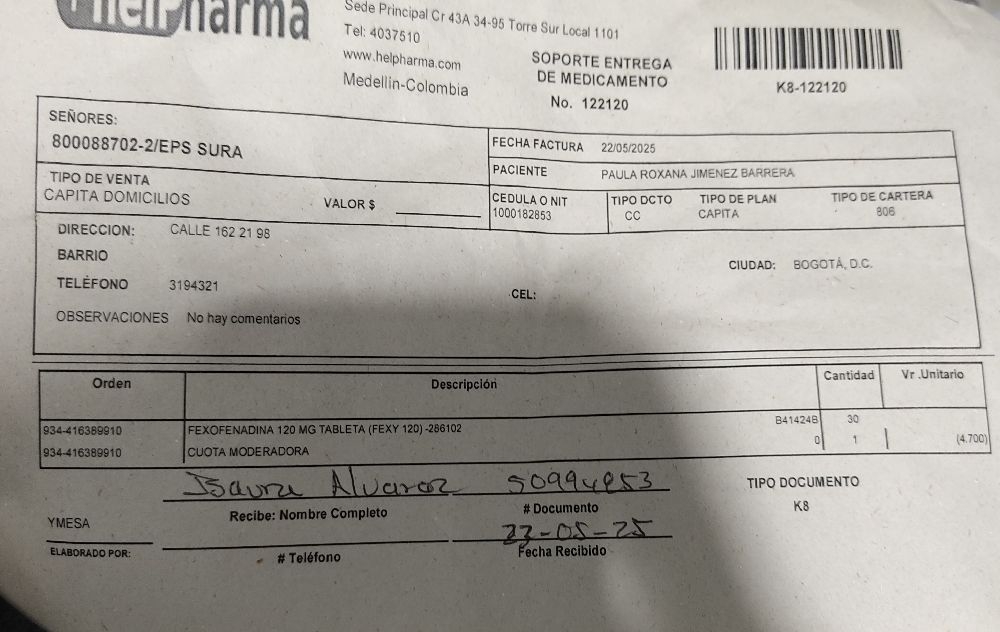 helpharma
Sede Principal Cr 43A 34-95 Torre Sur Local 1101
Tel: 4037510
www.helpharma.com
Medellin-Colombia
SOPORTE ENTREGA
DE MEDICAMENTO
No. 122120
K8-122120
SEÑORES:
800088702-2/EPS SURA
FECHA FACTURA 22/05/2025
PACIENTE PAULA ROXANA JIMENEZ BARRERA
TIPO DE VENTA
CAPITA DOMICILIOS
VALOR $
CEDULA O NIT TIPO DCTO TIPO DE PLAN TIPO DE CARTERA
1000182853 CC CAPITA 806
DIRECCION: CALLE 162 21 98
BARRIO
CIUDAD: BOGOTÁ, D.C.
TELÉFONO 3194321
CEL:
OBSERVACIONES No hay comentarios
Orden Descripción Cantidad Vr .Unitario
934-416389910 FEXOFENADINA 120 MG TABLETA (FEXY 120) -286102 B41424B 30
934-416389910 CUOTA MODERADORA 0 1 (4.700)
Isaura Alvarez
Recibe: Nombre Completo # Documento
TIPO DOCUMENTO
K8
YMESA
-05-25
ELABORADO POR: # Teléfono Fecha Recibido